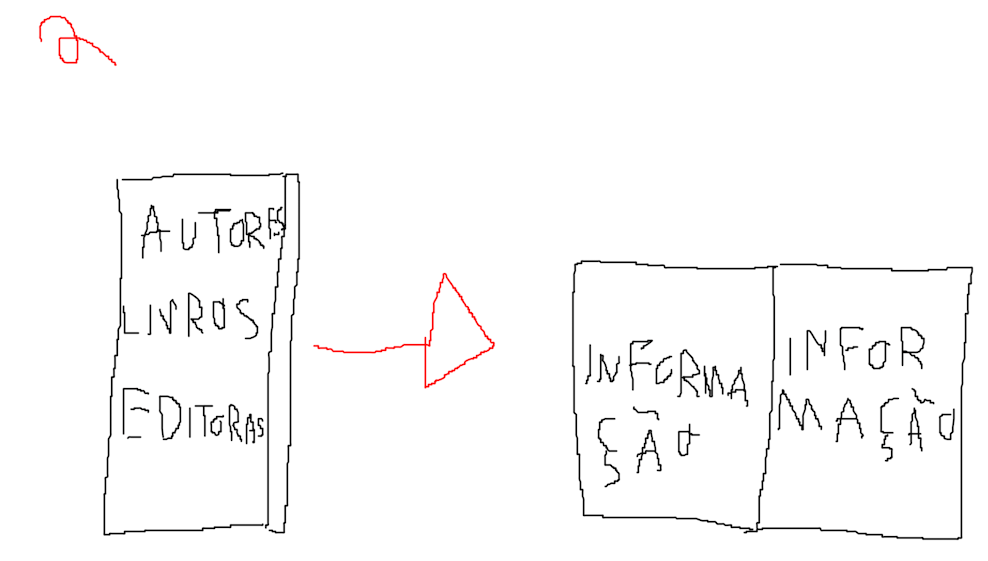 AUTORES
LIVROS
EDITORAS
INFORMA
ÇÃO
INFOR
MAÇÃO